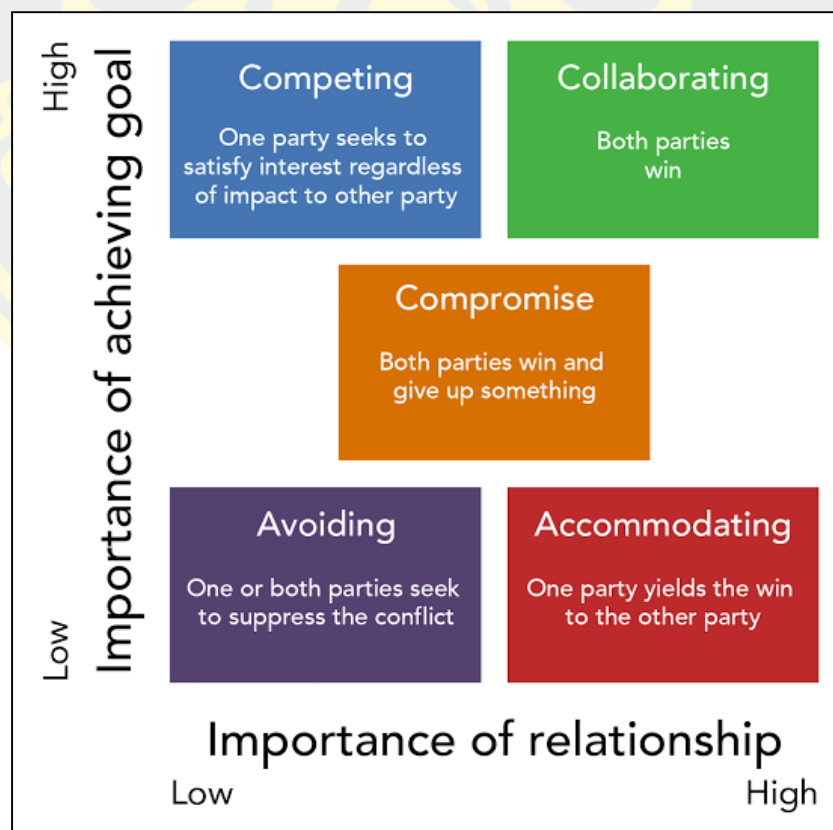 High
Importance of achieving goal
Low
Competing
One party seeks to
satisfy interest regardless
of impact to other party
Collaborating
Both parties
win
Compromise
Both parties win and
give up something
Avoiding
One or both parties seek
to suppress the conflict
Accommodating
One party yields the win
to the other party
Importance of relationship
Low
High